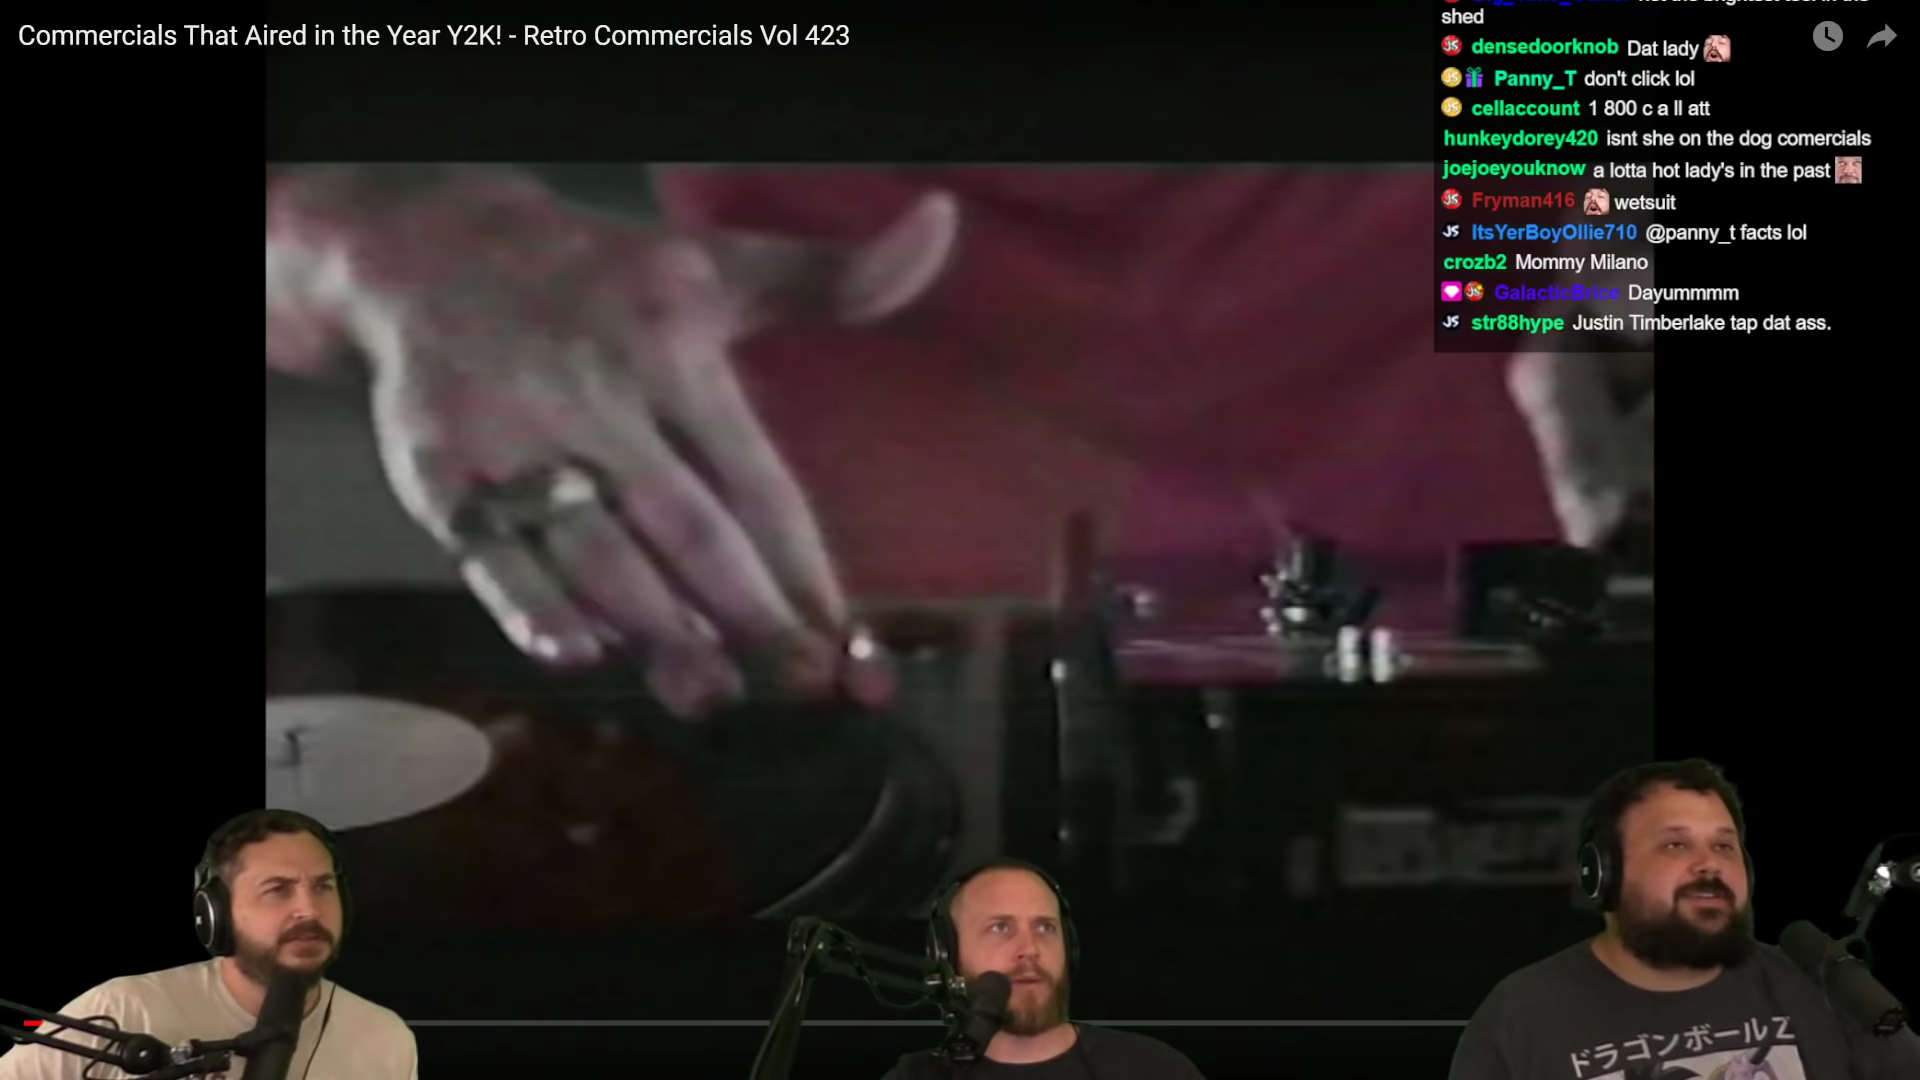 Commercials That Aired in the Year Y2K! - Retro Commercials Vol 423
shed
densedoorknob Dat lady
Panny_T don't click lol
cellaccount 1 800 c a ll att
hunkeydorey420 isnt she on the dog comercials
joejoeyouknow a lotta hot lady's in the past
Fryman416 wetsuit
ItsYerBoyOllie710 @panny_t facts lol
crozb2 Mommy Milano
GalacticBrice Dayummmm
str88hype Justin Timberlake tap dat ass.
ドラゴンボールZ